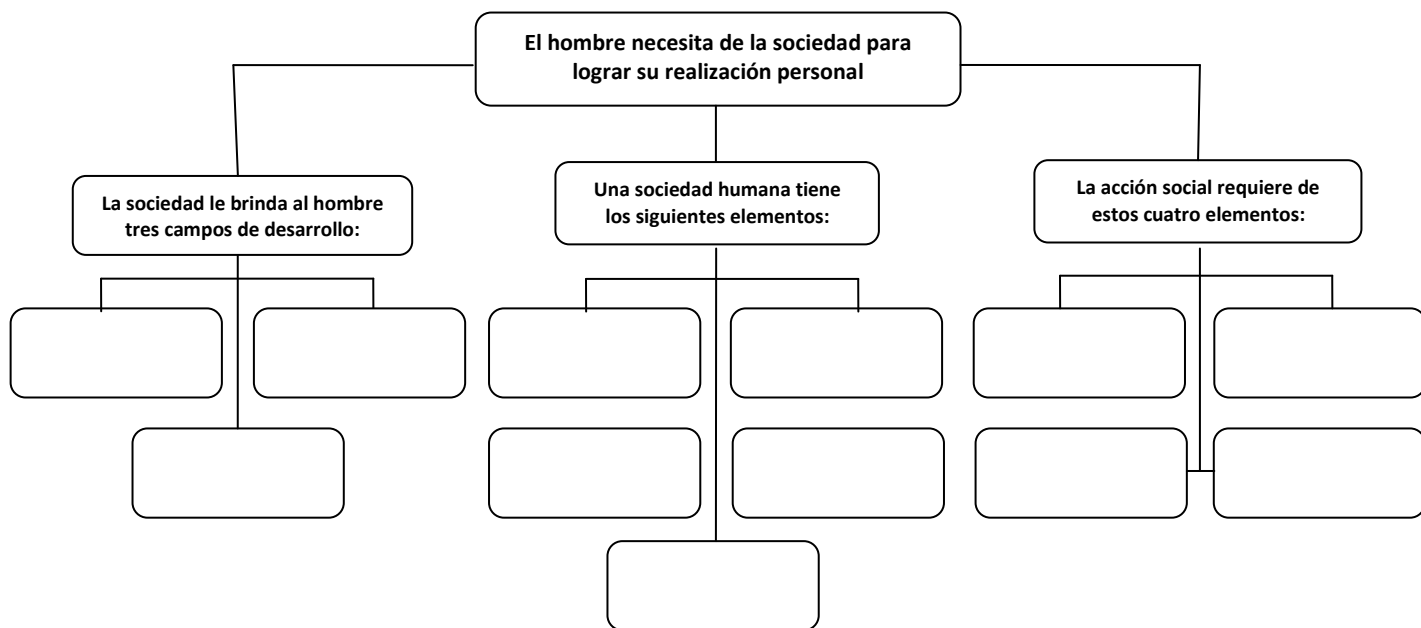 El hombre necesita de la sociedad para
lograr su realización personal
La sociedad le brinda al hombre
tres campos de desarrollo:
Una sociedad humana tiene
los siguientes elementos:
La acción social requiere de
estos cuatro elementos: